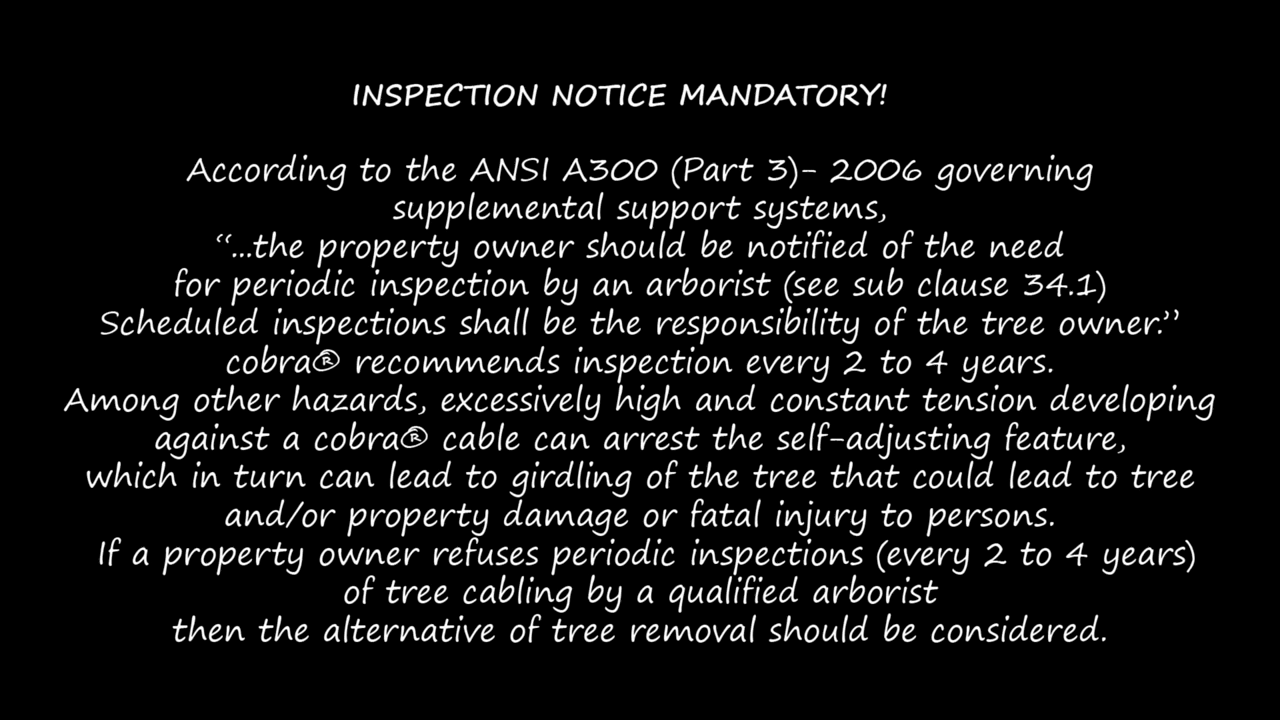 INSPECTION NOTICE MANDATORY!
According to the ANSI A300 (Part 3)- 2006 governing
supplemental support systems,
“...the property owner should be notified of the need
for periodic inspection by an arborist (see sub clause 34.1)
Scheduled inspections shall be the responsibility of the tree owner.”
cobra® recommends inspection every 2 to 4 years.
Among other hazards, excessively high and constant tension developing
against a cobra® cable can arrest the self-adjusting feature,
which in turn can lead to girdling of the tree that could lead to tree
and/or property damage or fatal injury to persons.
If a property owner refuses periodic inspections (every 2 to 4 years)
of tree cabling by a qualified arborist
then the alternative of tree removal should be considered.